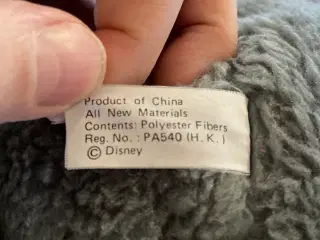 Product of China
All New Materials
Contents: Polyester Fibers
Reg. No.: PA540 (H.K.)
© Disney